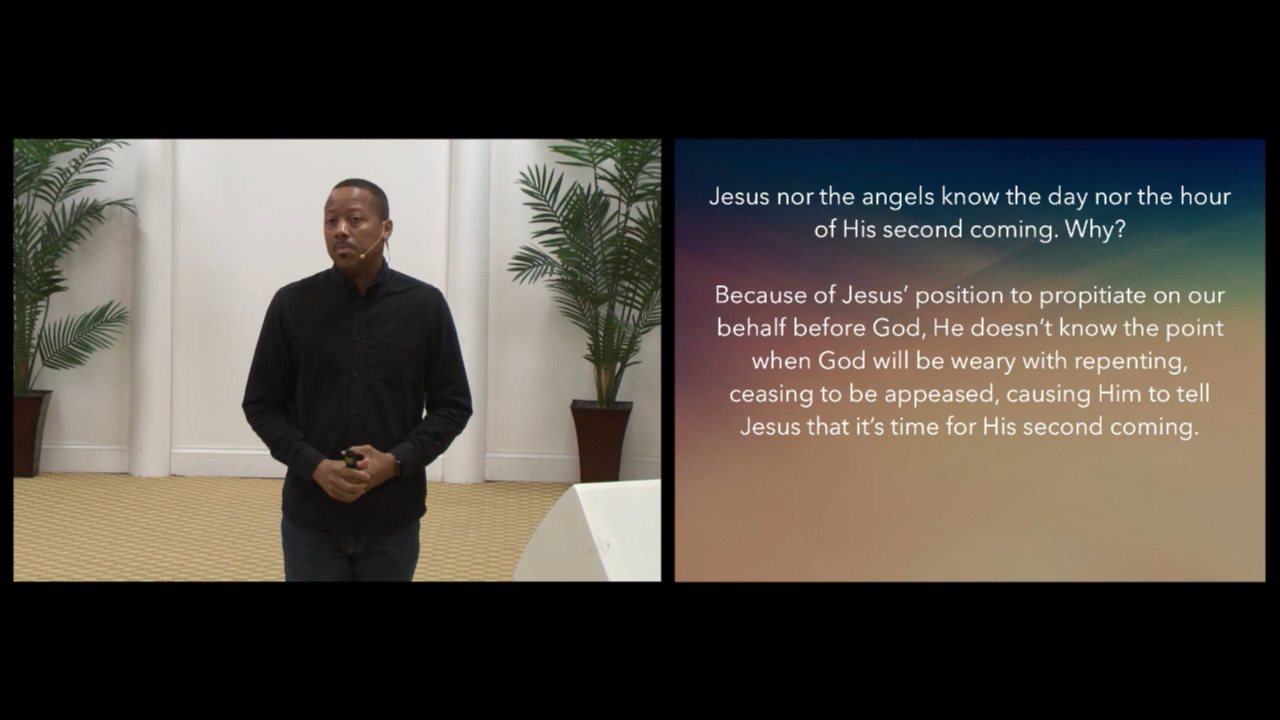 Jesus nor the angels know the day nor the hour
of His second coming. Why?
Because of Jesus’ position to propitiate on our
behalf before God, He doesn’t know the point
when God will be weary with repenting,
ceasing to be appeased, causing Him to tell
Jesus that it’s time for His second coming.